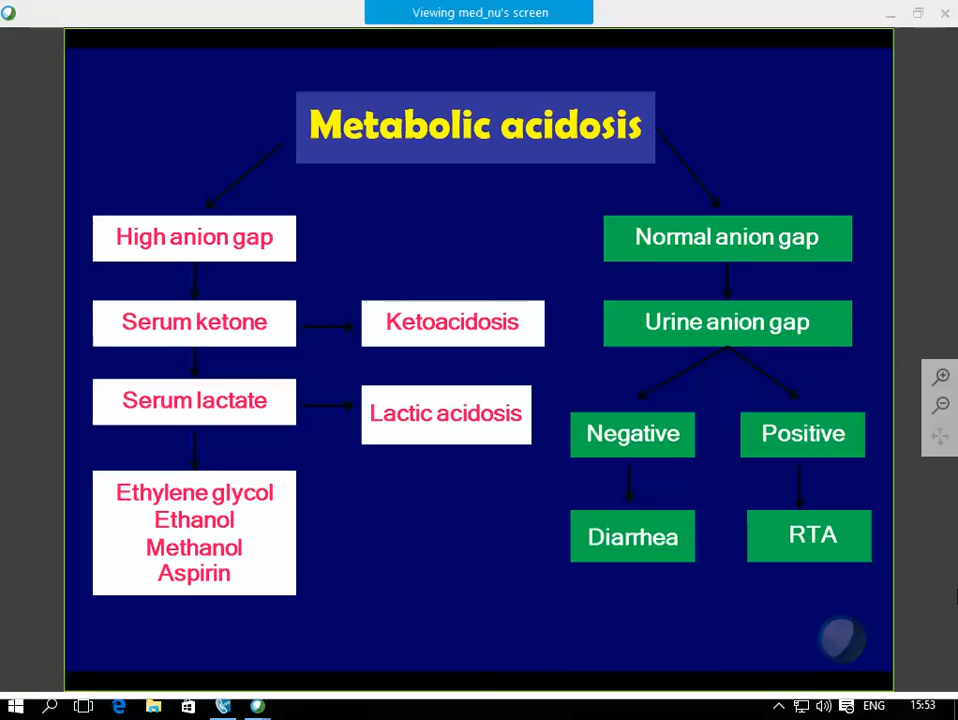 Viewing med_nu's screen
Metabolic acidosis
High anion gap
Normal anion gap
Serum ketone
Ketoacidosis
Urine anion gap
Serum lactate
Lactic acidosis
Negative
Positive
Ethylene glycol
Ethanol
Methanol
Aspirin
Diarrhea
RTA
ENG
15:53